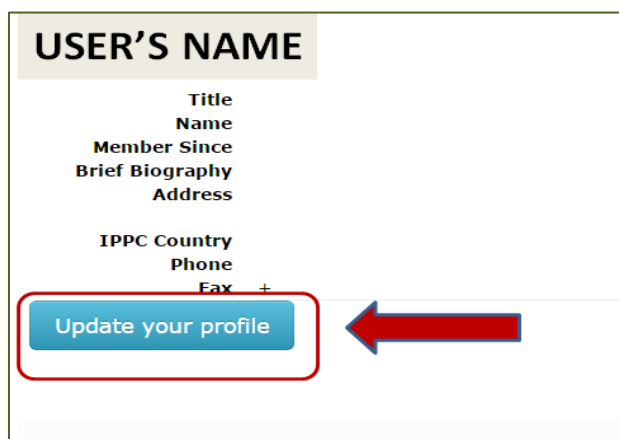 USER’S NAME
Title
Name
Member Since
Brief Biography
Address
IPPC Country
Phone
Fax +
Update your profile